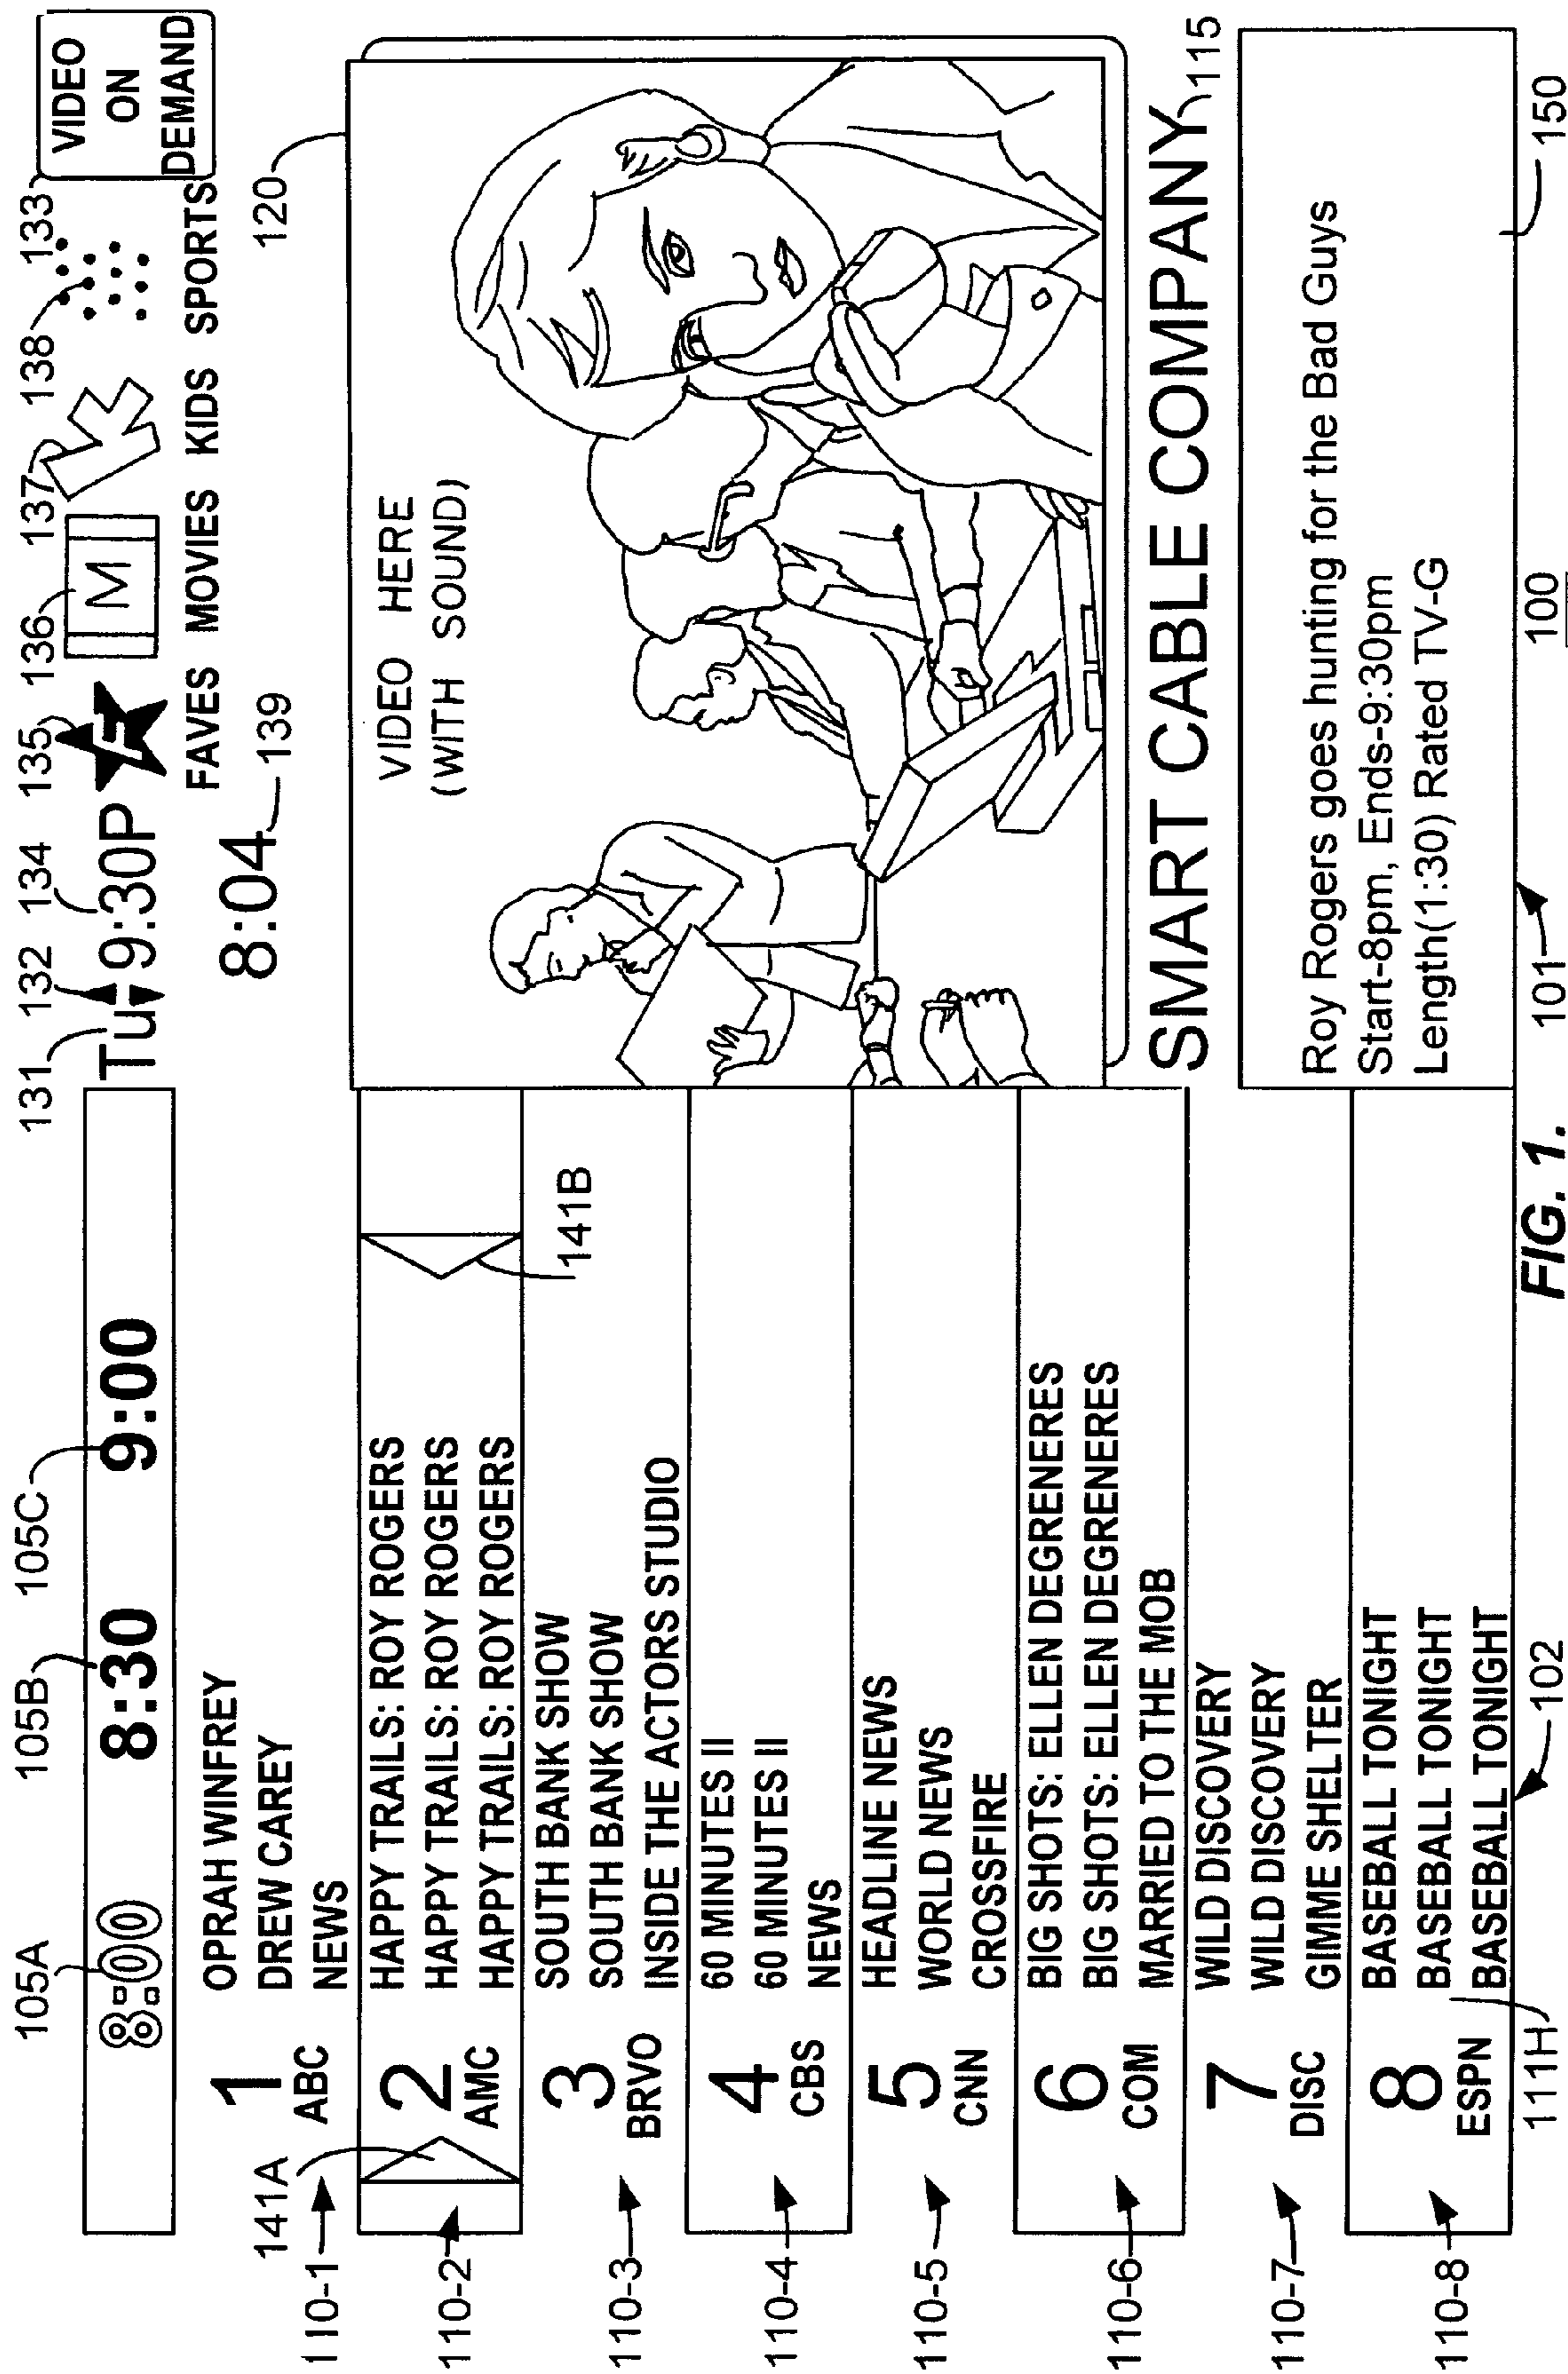 105A 105B 105C
8:00 8:30 9:00
131 132 134 135 136 137 138 133
Tu 9:30P F M K VIDEO
ON
DEMAND
FAVES MOVIES KIDS SPORTS
8:04 139
120
110-1 1 ABC
OPRAH WINFREY
DREW CAREY
NEWS
141A
110-2 2 AMC
HAPPY TRAILS: ROY ROGERS
HAPPY TRAILS: ROY ROGERS
HAPPY TRAILS: ROY ROGERS
141B
110-3 3 BRVO
SOUTH BANK SHOW
SOUTH BANK SHOW
INSIDE THE ACTORS STUDIO
110-4 4 CBS
60 MINUTES II
60 MINUTES II
NEWS
110-5 5 CNN
HEADLINE NEWS
WORLD NEWS
CROSSFIRE
110-6 6 COM
BIG SHOTS: ELLEN DEGRENERES
BIG SHOTS: ELLEN DEGRENERES
MARRIED TO THE MOB
110-7 7 DISC
WILD DISCOVERY
WILD DISCOVERY
GIMME SHELTER
110-8 8 ESPN
BASEBALL TONIGHT
BASEBALL TONIGHT
BASEBALL TONIGHT
111H 102
VIDEO HERE
(WITH SOUND)
SMART CABLE COMPANY 115
Roy Rogers goes hunting for the Bad Guys
Start-8pm, Ends-9:30pm
Length(1:30) Rated TV-G
101 100 150
FIG. 1.